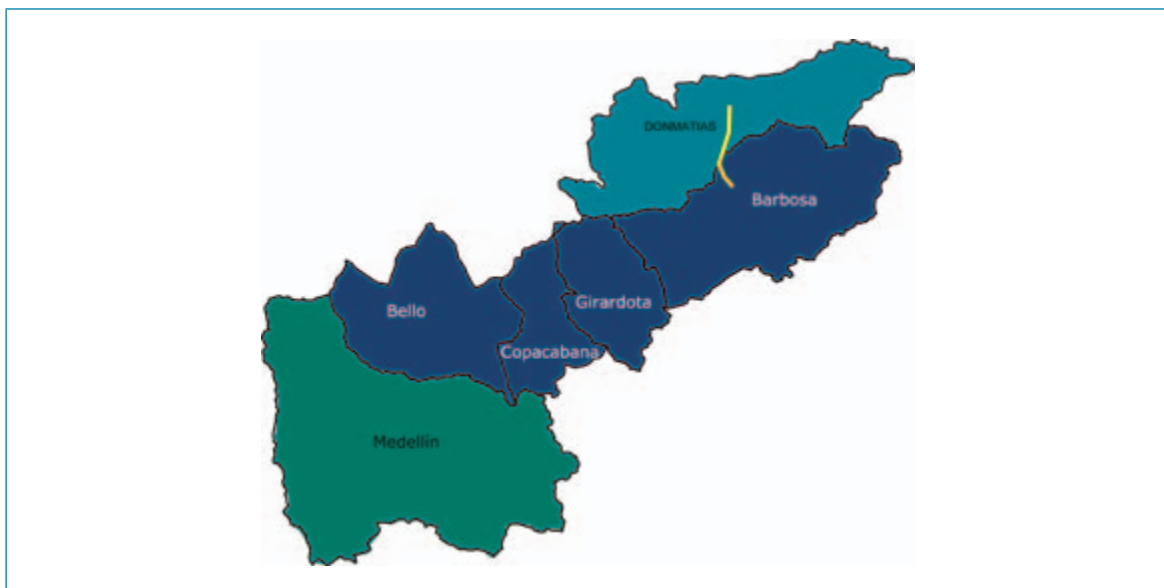 DONMATIAS
Barbosa
Girardota
Bello
Copacabana
Medellín